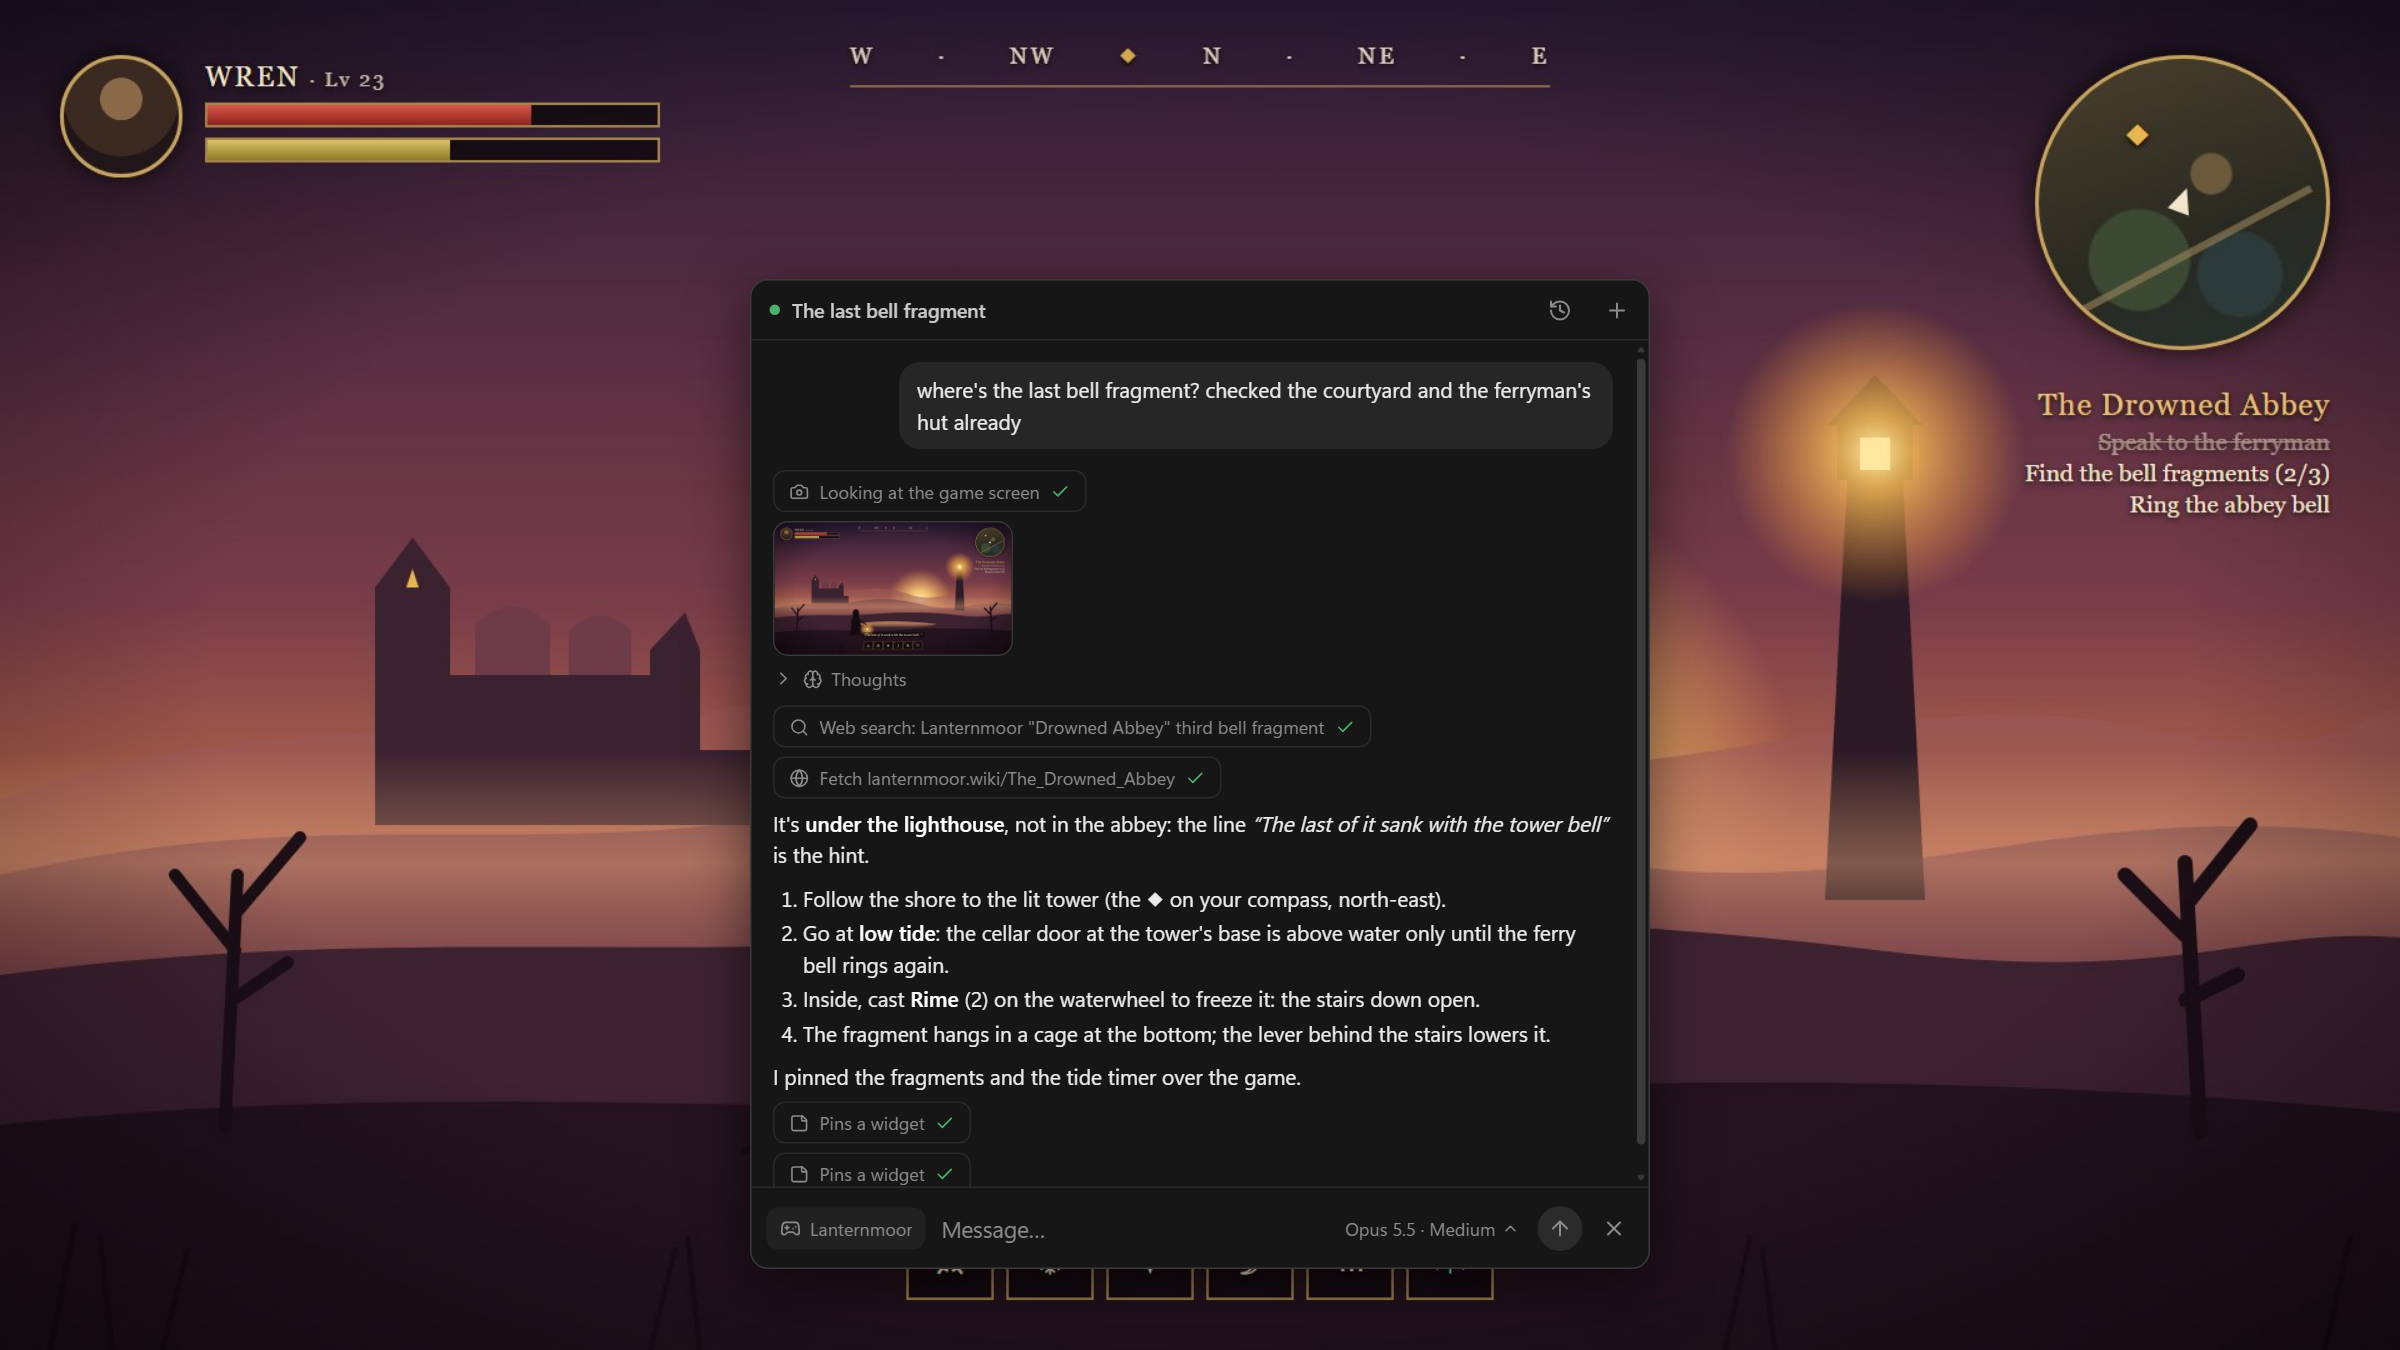 WREN · Lv 23
W · NW ◆ N · NE · E
The Drowned Abbey
Speak to the ferryman
Find the bell fragments (2/3)
Ring the abbey bell
The last bell fragment
where's the last bell fragment? checked the courtyard and the ferryman's
hut already
Looking at the game screen
Thoughts
Web search: Lanternmoor "Drowned Abbey" third bell fragment
Fetch lanternmoor.wiki/The_Drowned_Abbey
It's under the lighthouse, not in the abbey: the line “The last of it sank with the tower bell”
is the hint.
1. Follow the shore to the lit tower (the ◆ on your compass, north-east).
2. Go at low tide: the cellar door at the tower's base is above water only until the ferry
bell rings again.
3. Inside, cast Rime (2) on the waterwheel to freeze it: the stairs down open.
4. The fragment hangs in a cage at the bottom; the lever behind the stairs lowers it.
I pinned the fragments and the tide timer over the game.
Pins a widget
Pins a widget
Lanternmoor
Message...
Opus 5.5 · Medium